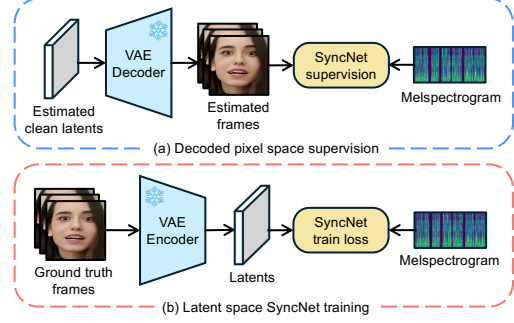 VAE
Decoder
SyncNet
supervision
Estimated
clean latents
Estimated
frames
Melspectrogram
(a) Decoded pixel space supervision
VAE
Encoder
SyncNet
train loss
Ground truth
frames
Latents
Melspectrogram
(b) Latent space SyncNet training